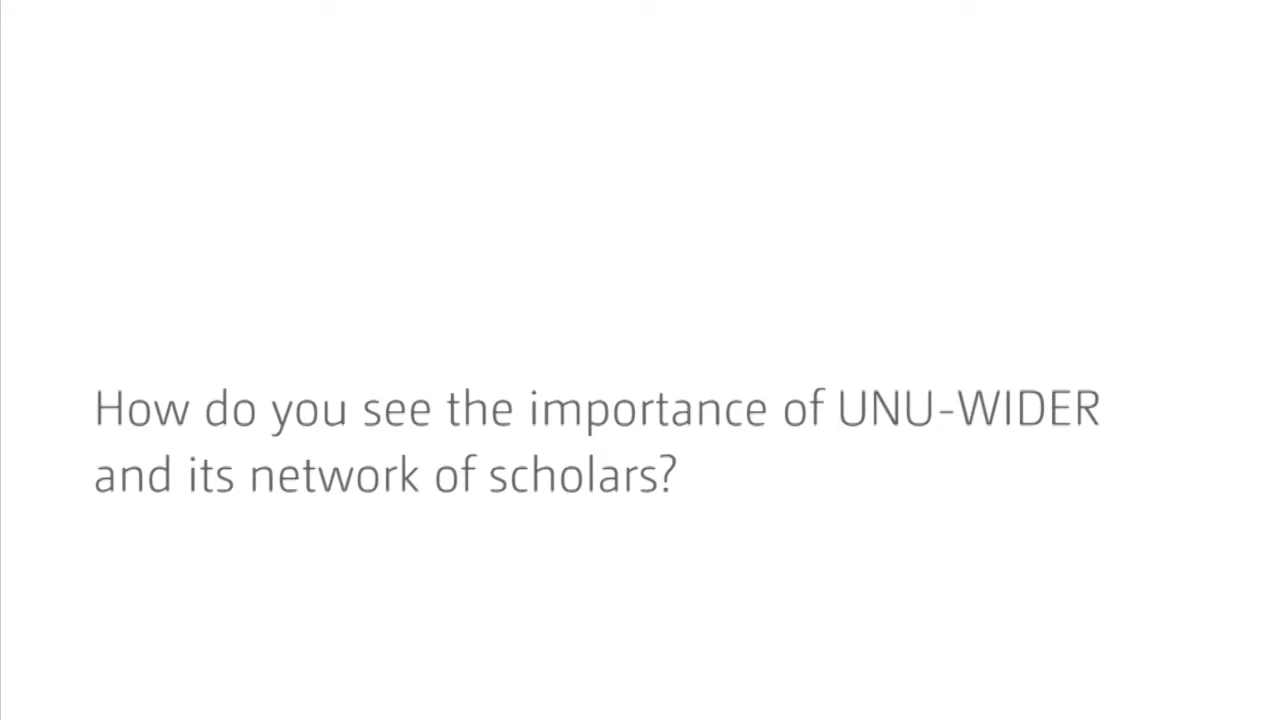 How do you see the importance of UNU-WIDER
and its network of scholars?